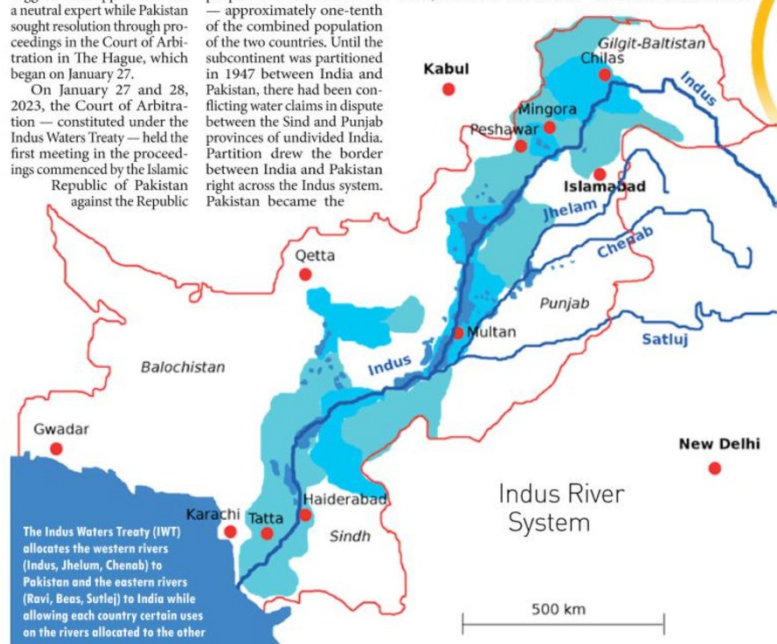 a neutral expert while Pakistan
sought resolution through pro-
ceedings in the Court of Arbi-
tration in The Hague, which
began on January 27.
On January 27 and 28,
2023, the Court of Arbitra-
tion — constituted under the
Indus Waters Treaty — held the
first meeting in the proceed-
ings commenced by the Islamic
Republic of Pakistan
against the Republic
— approximately one-tenth
of the combined population
of the two countries. Until the
subcontinent was partitioned
in 1947 between India and
Pakistan, there had been con-
flicting water claims in dispute
between the Sind and Punjab
provinces of undivided India.
Partition drew the border
between India and Pakistan
right across the Indus system.
Pakistan became the
Gilgit-Baltistan
Chilas
Kabul
Indus
Mingora
Peshawar
Islamabad
Jhelam
Chenab
Qetta
Punjab
Multan
Satluj
Indus
Balochistan
Gwadar
New Delhi
Indus River
System
Haiderabad
Karachi
Tatta
Sindh
The Indus Waters Treaty (IWT)
allocates the western rivers
(Indus, Jhelum, Chenab) to
Pakistan and the eastern rivers
(Ravi, Beas, Sutlej) to India while
allowing each country certain uses
on the rivers allocated to the other
500 km